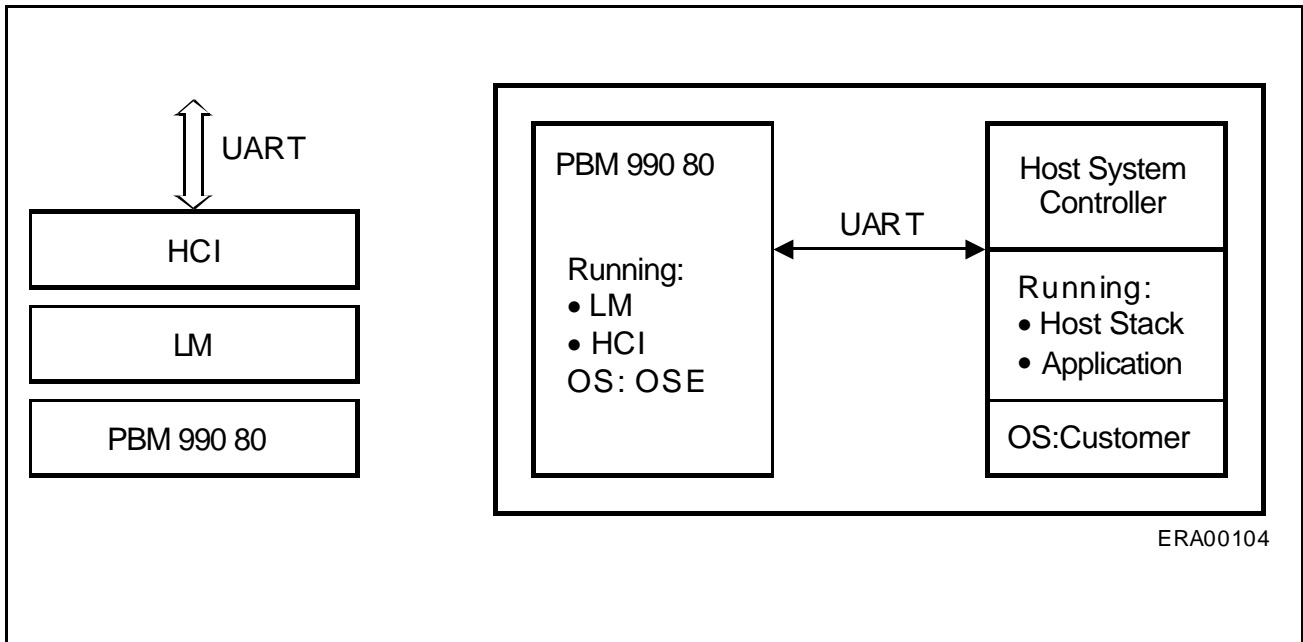 UART
HCI
LM
PBM 990 80
PBM 990 80
Running:
• LM
• HCI
OS: OSE
UART
Host System
Controller
Running:
• Host Stack
• Application
OS:Customer
ERA00104